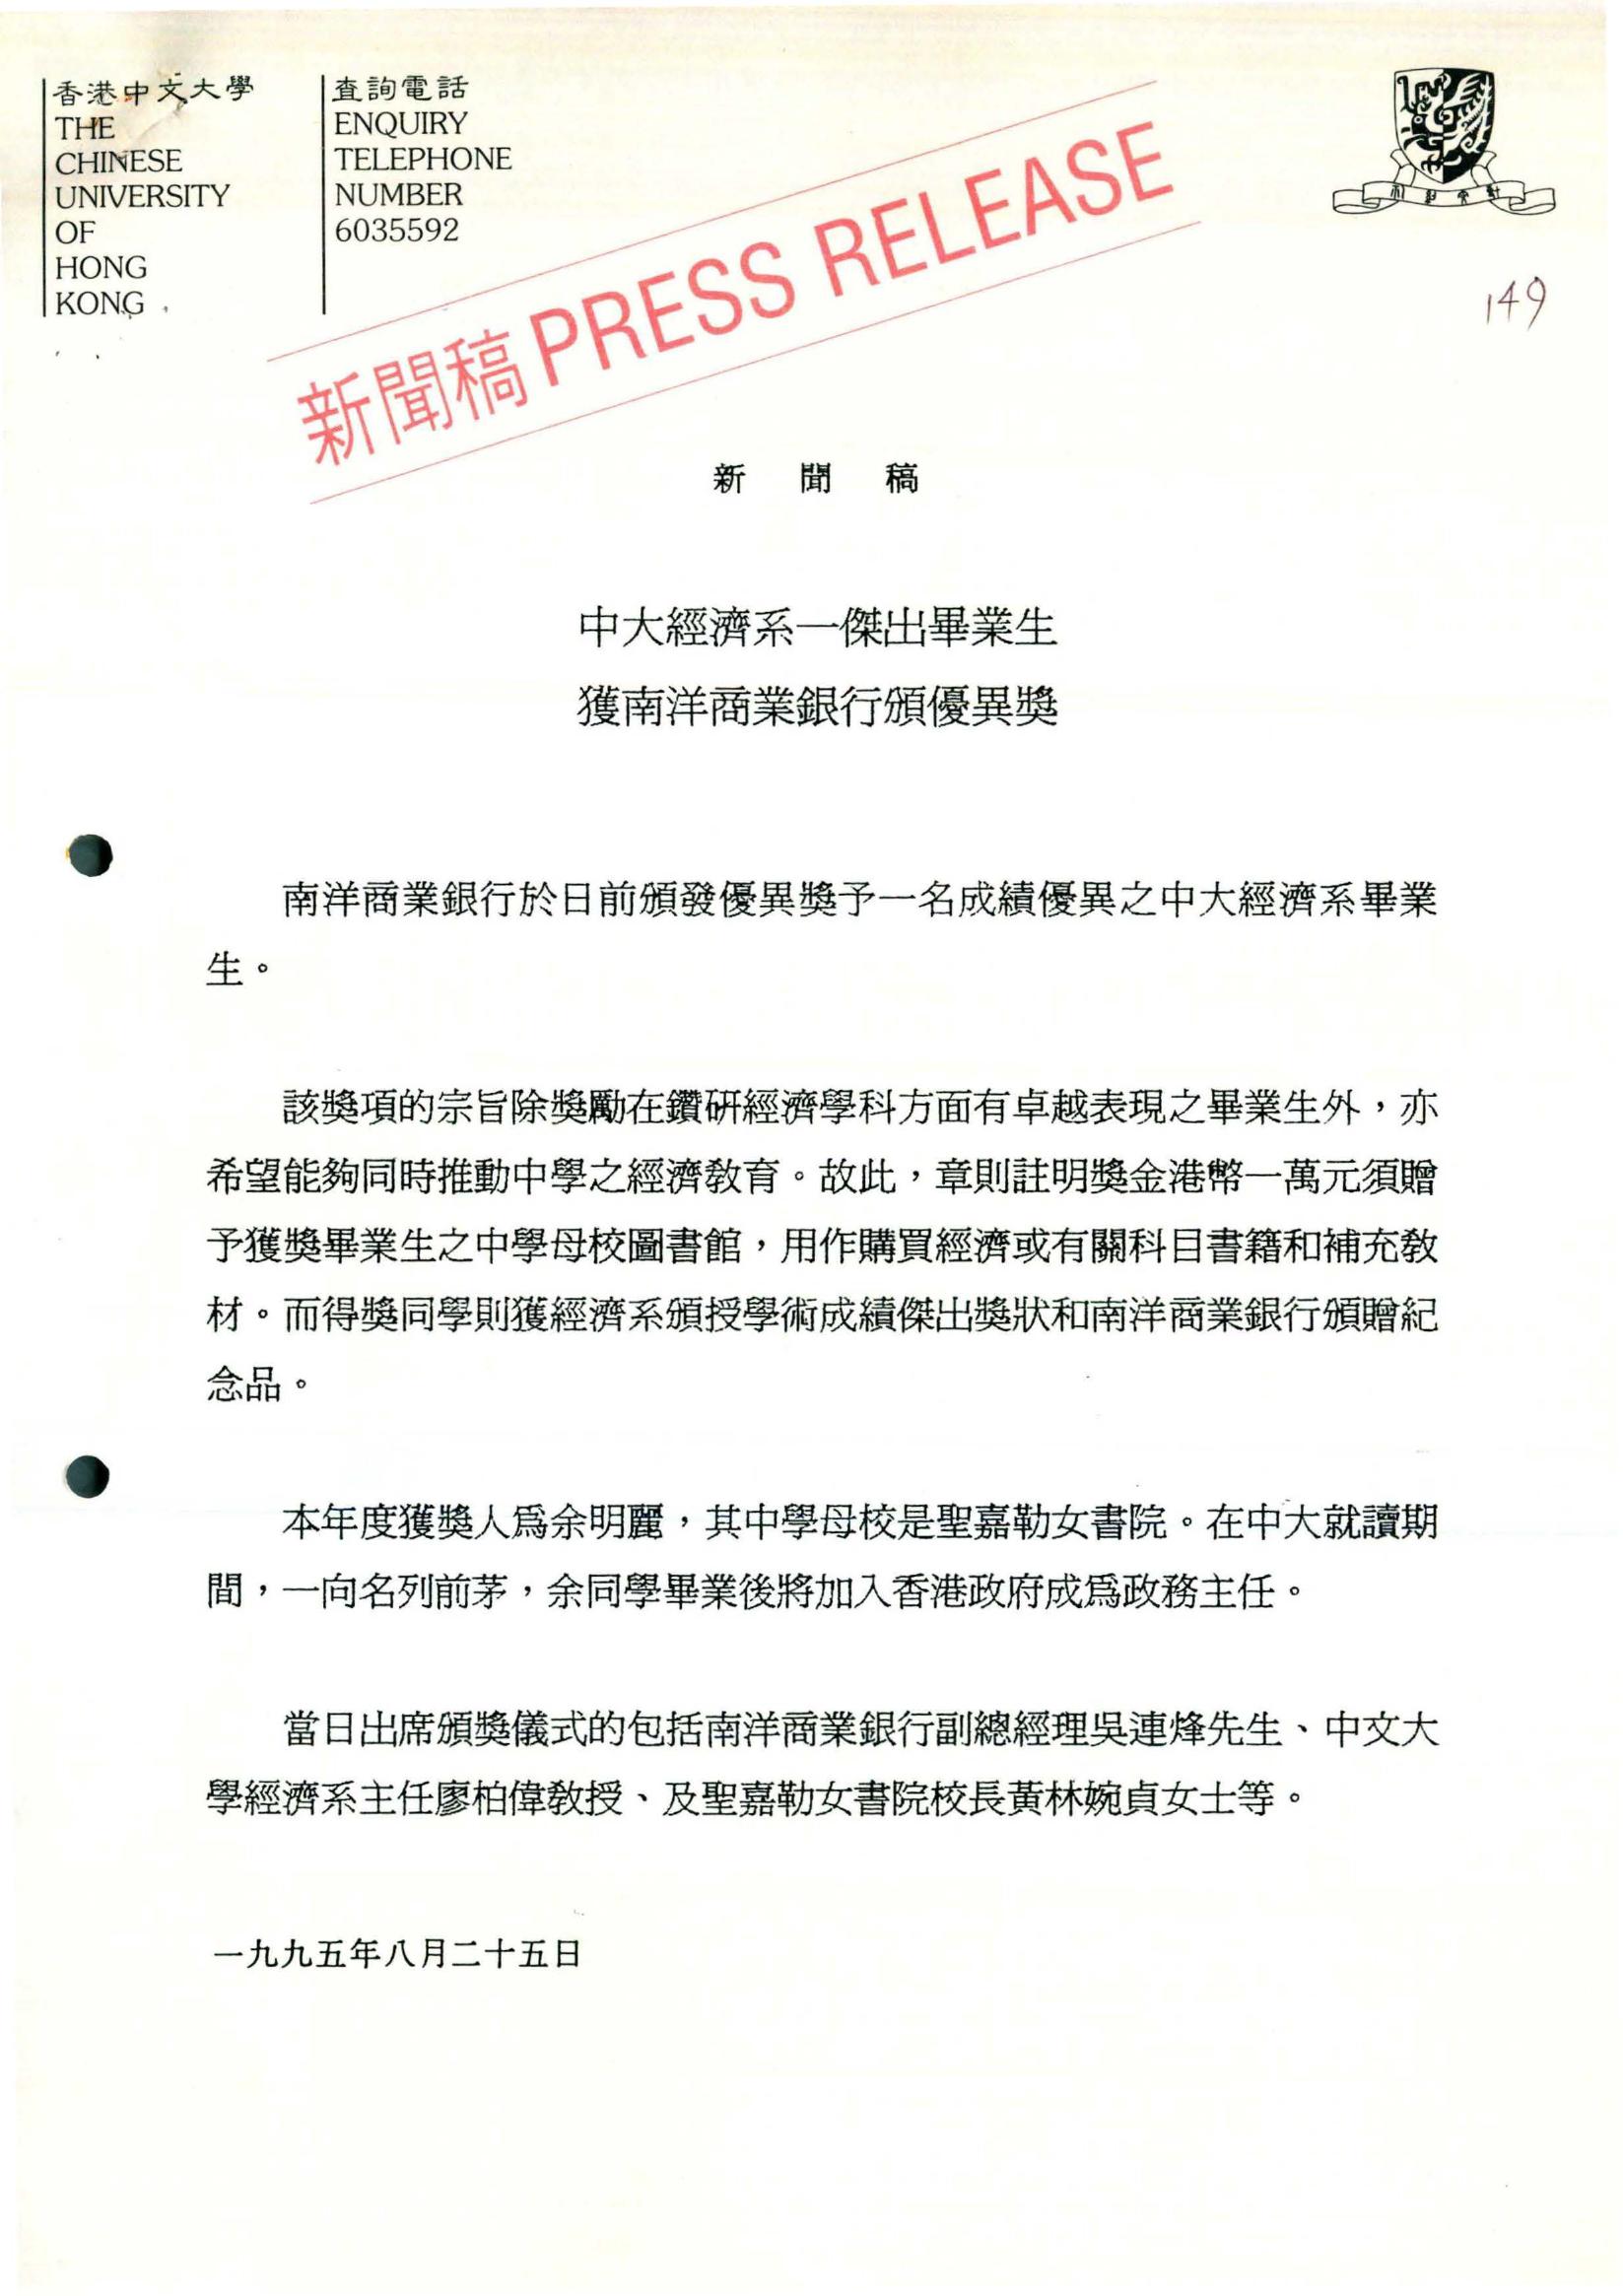 香港中文大學
THE
CHINESE
UNIVERSITY
OF
HONG
KONG
查詢電話
ENQUIRY
TELEPHONE
NUMBER
6035592
新聞稿 PRESS RELEASE
149
新 聞 稿
中大經濟系一傑出畢業生
獲南洋商業銀行頒優異獎
南洋商業銀行於日前頒發優異獎予一名成績優異之中大經濟系畢業
生。
該獎項的宗旨除獎勵在鑽研經濟學科方面有卓越表現之畢業生外，亦
希望能夠同時推動中學之經濟教育。故此，章則註明獎金港幣一萬元須贈
予獲獎畢業生之中學母校圖書館，用作購買經濟或有關科目書籍和補充教
材。而得獎同學則獲經濟系頒授學術成績傑出獎狀和南洋商業銀行頒贈紀
念品。
本年度獲獎人爲余明麗，其中學母校是聖嘉勒女書院。在中大就讀期
間，一向名列前茅，余同學畢業後將加入香港政府成爲政務主任。
當日出席頒獎儀式的包括南洋商業銀行副總經理吳連烽先生、中文大
學經濟系主任廖柏偉教授、及聖嘉勒女書院校長黃林婉貞女士等。
一九九五年八月二十五日